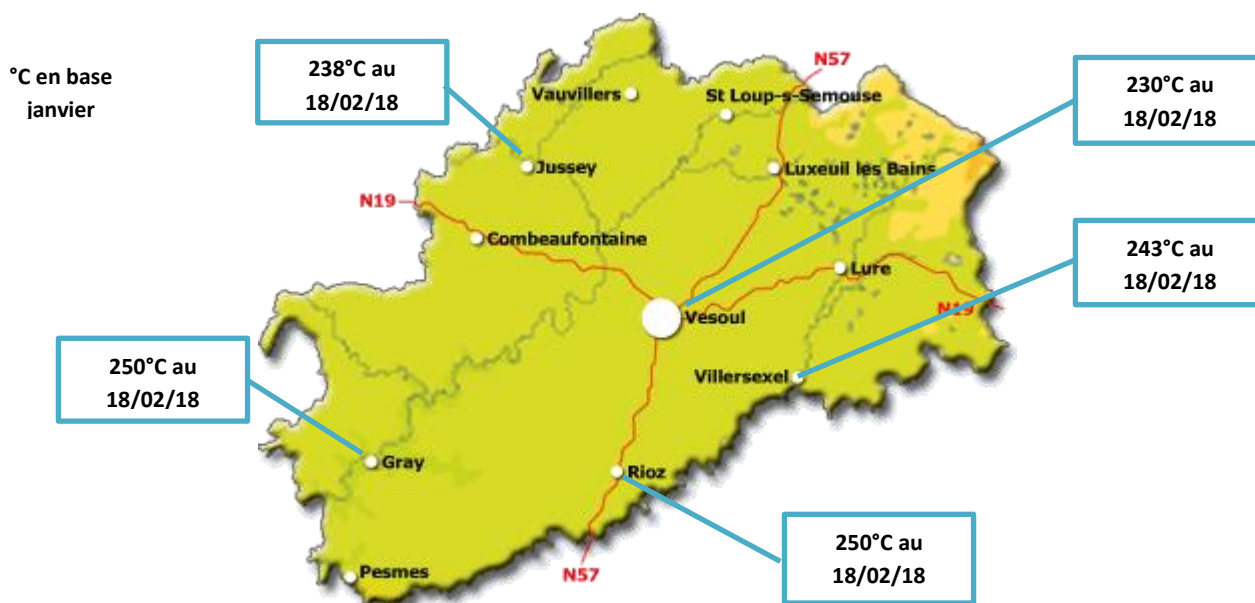 °C en base
janvier
238°C au
18/02/18
N57
230°C au
18/02/18
Vauvillers
St Loup-s-Semouse
Jussey
Luxeuil les Bains
N19
Combeaufontaine
243°C au
18/02/18
Lure
N19
Vesoul
250°C au
18/02/18
Villersexel
Gray
Rioz
250°C au
18/02/18
N57
Pesmes